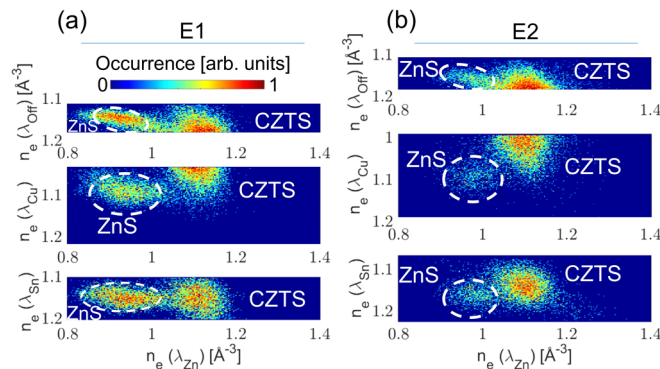 (a) E1
Occurrence [arb. units]
0 1
n_e (λ_Off) [Å⁻³]
1.1
1.2
ZnS
CZTS
0.8 1 1.2 1.4
n_e (λ_Cu)
1.1
1.2
ZnS
CZTS
0.8 1 1.2 1.4
n_e (λ_Sn)
1.1
1.2
ZnS
CZTS
0.8 1 1.2 1.4
n_e (λ_Zn) [Å⁻³]
(b) E2
n_e (λ_Off) [Å⁻³]
1.1
1.2
ZnS
CZTS
0.8 1 1.2 1.4
n_e (λ_Cu)
1
1.1
1.2
ZnS
CZTS
0.8 1 1.2 1.4
n_e (λ_Sn)
1.1
1.2
ZnS
CZTS
0.8 1 1.2 1.4
n_e (λ_Zn) [Å⁻³]